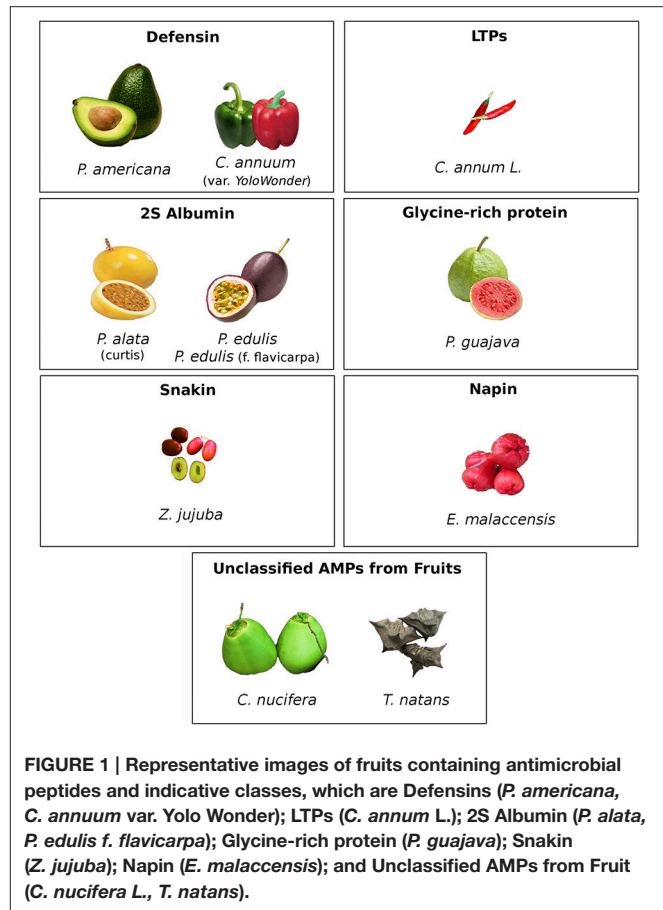 Defensin
P. americana
C. annuum
(var. YoloWonder)
LTPs
C. annum L.
2S Albumin
P. alata
(curtis)
P. edulis
P. edulis (f. flavicarpa)
Glycine-rich protein
P. guajava
Snakin
Z. jujuba
Napin
E. malaccensis
Unclassified AMPs from Fruits
C. nucifera
T. natans
FIGURE 1 | Representative images of fruits containing antimicrobial
peptides and indicative classes, which are Defensins (P. americana,
C. annuum var. Yolo Wonder); LTPs (C. annum L.); 2S Albumin (P. alata,
P. edulis f. flavicarpa); Glycine-rich protein (P. guajava); Snakin
(Z. jujuba); Napin (E. malaccensis); and Unclassified AMPs from Fruit
(C. nucifera L., T. natans).